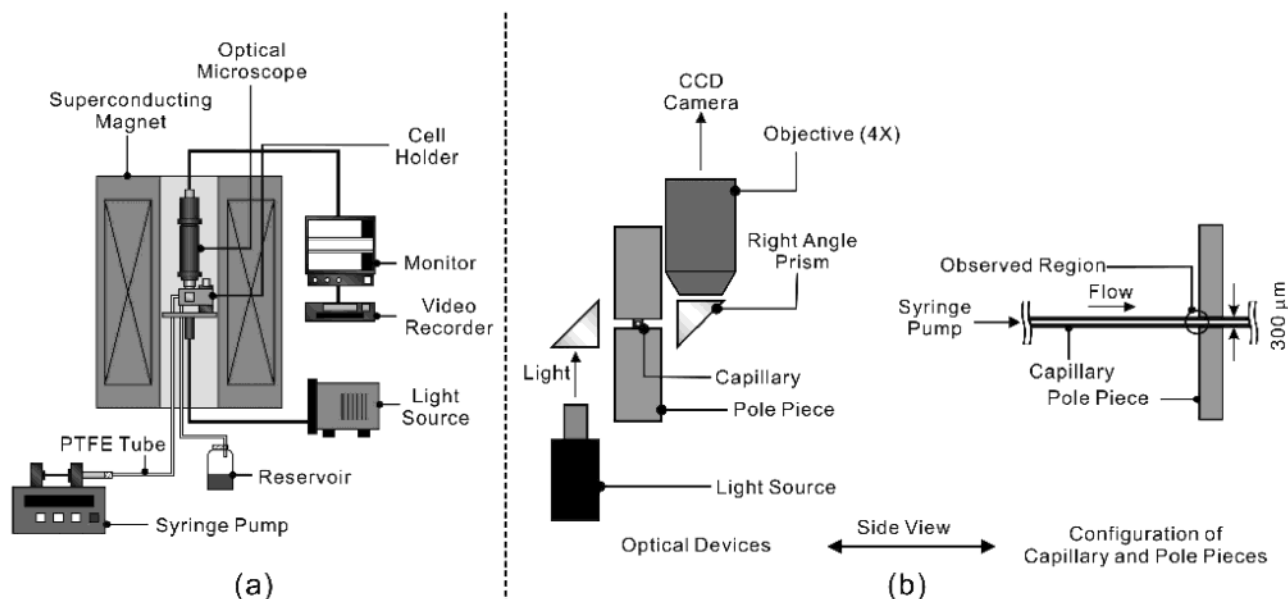 Optical
Microscope
Superconducting
Magnet
Cell
Holder
Monitor
Video
Recorder
Light
Source
PTFE Tube
Reservoir
Syringe Pump
(a)
CCD
Camera
Objective (4X)
Right Angle
Prism
Light
Capillary
Pole Piece
Light Source
Optical Devices
Side View
Observed Region
Flow
Syringe
Pump
Capillary
Pole Piece
300 μm
Configuration of
Capillary and Pole Pieces
(b)